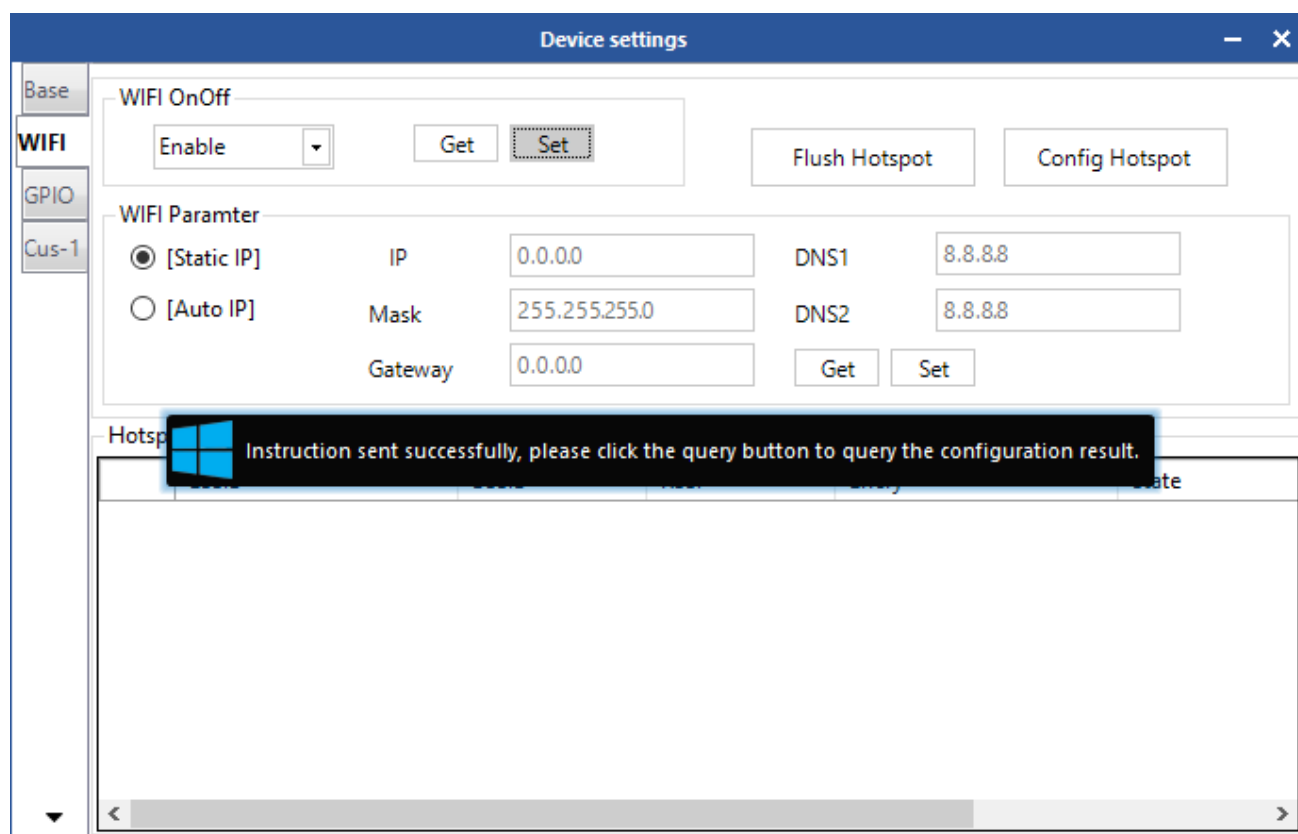 Device settings
Base
WIFI
GPIO
Cus-1
WIFI OnOff
Enable
Get
Set
Flush Hotspot
Config Hotspot
WIFI Paramter
[Static IP]
IP
0.0.0.0
DNS1
8.8.8.8
[Auto IP]
Mask
255.255.255.0
DNS2
8.8.8.8
Gateway
0.0.0.0
Get
Set
Instruction sent successfully, please click the query button to query the configuration result.